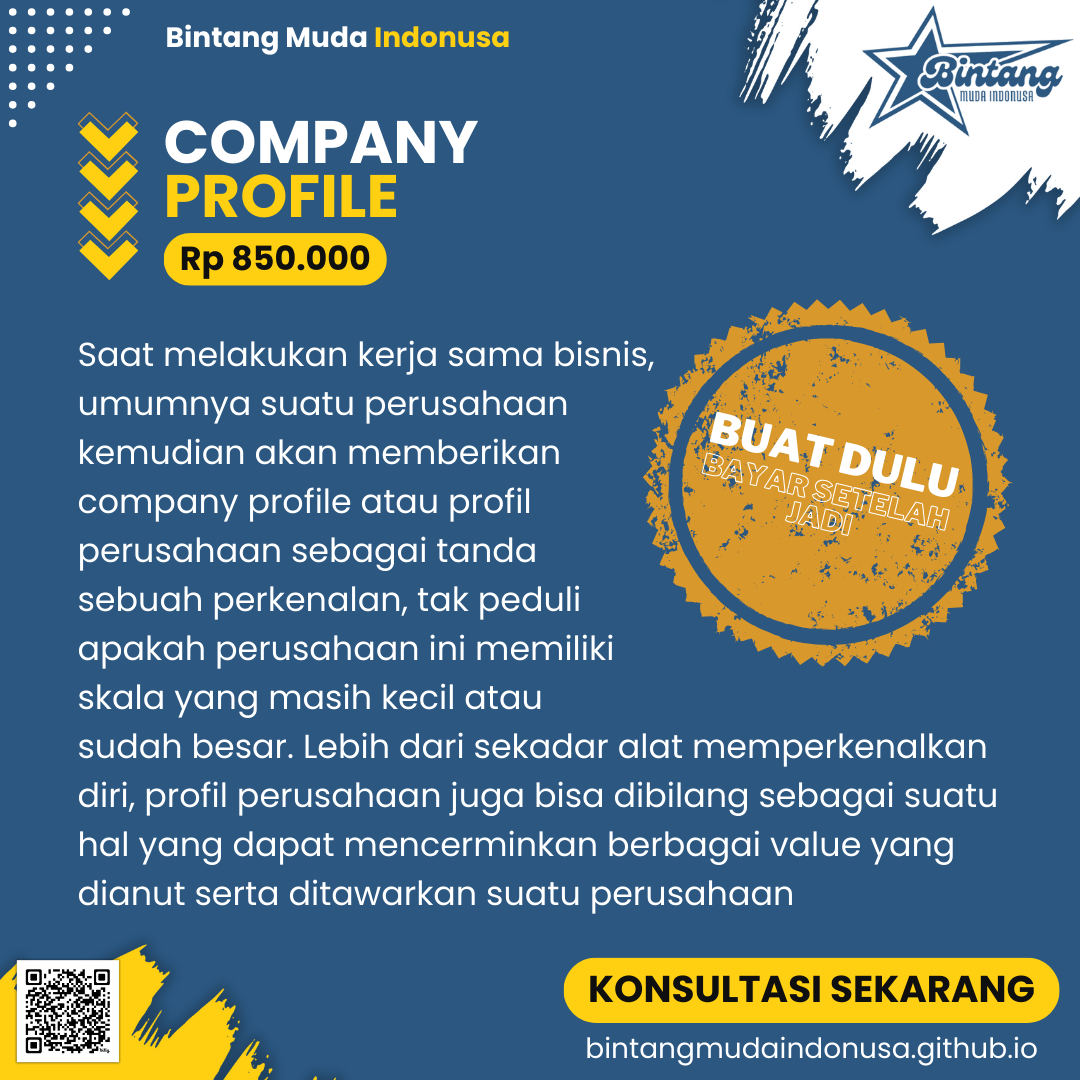 Bintang Muda Indonusa
Bintang
MUDA INDONUSA
COMPANY
PROFILE
Rp 850.000
Saat melakukan kerja sama bisnis,
umumnya suatu perusahaan
kemudian akan memberikan
company profile atau profil
perusahaan sebagai tanda
sebuah perkenalan, tak peduli
apakah perusahaan ini memiliki
skala yang masih kecil atau
sudah besar. Lebih dari sekadar alat memperkenalkan
diri, profil perusahaan juga bisa dibilang sebagai suatu
hal yang dapat mencerminkan berbagai value yang
dianut serta ditawarkan suatu perusahaan
BUAT DULU
BAYAR SETELAH
JADI
KONSULTASI SEKARANG
bintangmudaindonusa.github.io